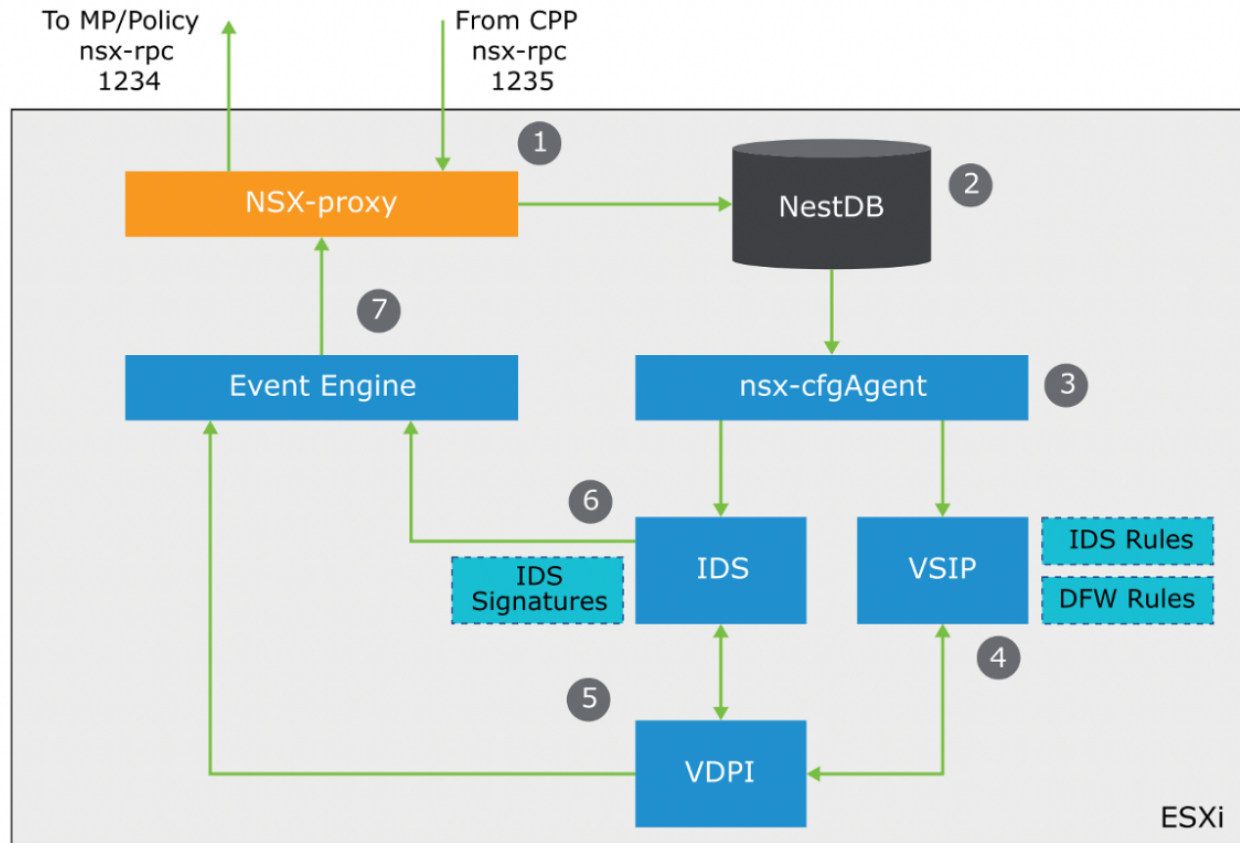 To MP/Policy
nsx-rpc
1234
From CPP
nsx-rpc
1235
1
NSX-proxy
NestDB
2
7
Event Engine
nsx-cfgAgent
3
6
IDS
Signatures
IDS
VSIP
IDS Rules
DFW Rules
4
5
VDPI
ESXi